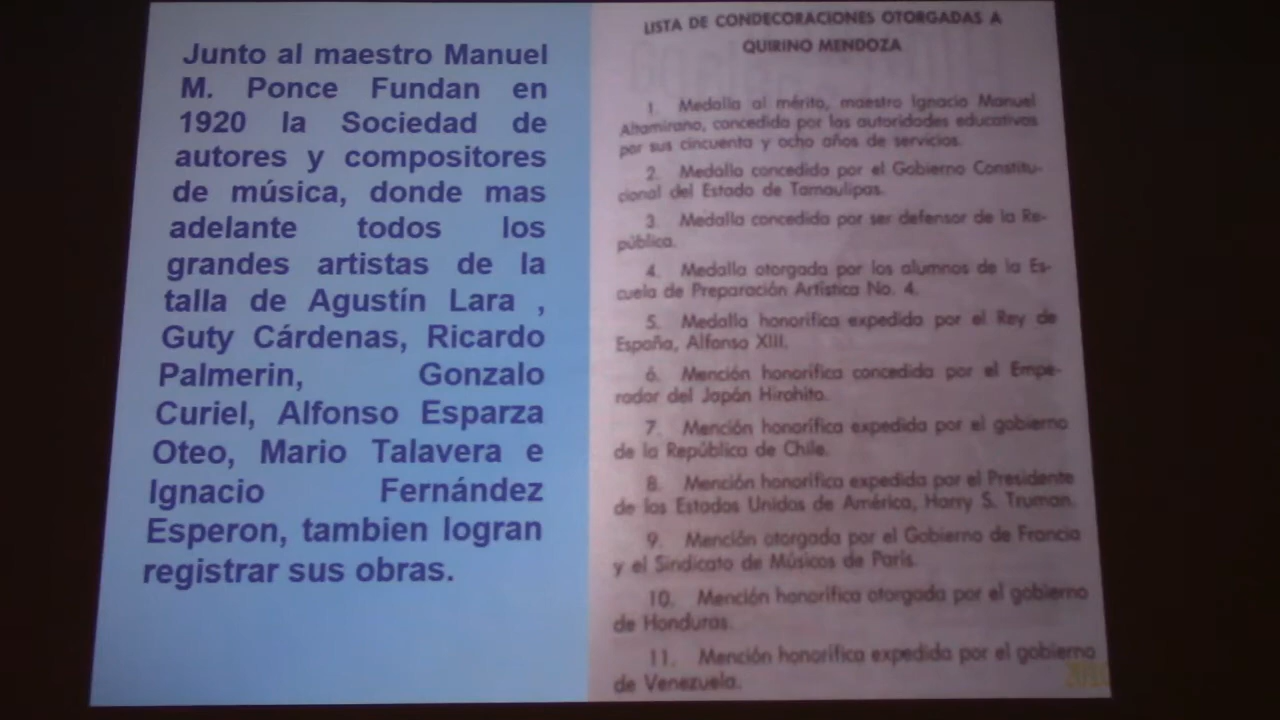 Junto al maestro Manuel
M. Ponce Fundan en
1920 la Sociedad de
autores y compositores
de música, donde mas
adelante todos los
grandes artistas de la
talla de Agustín Lara ,
Guty Cárdenas, Ricardo
Palmerin, Gonzalo
Curiel, Alfonso Esparza
Oteo, Mario Talavera e
Ignacio Fernández
Esperon, tambien logran
registrar sus obras.
LISTA DE CONDECORACIONES OTORGADAS A
QUIRINO MENDOZA
1. Medalla al mérito, maestro Ignacio Manuel
Altamirano, concedida por las autoridades educativas
por sus cincuenta y ocho años de servicios.
2. Medalla concedida por el Gobierno Constitu-
cional del Estado de Tamaulipas.
3. Medalla concedida por ser defensor de la Re-
pública.
4. Medalla otorgada por los alumnos de la Es-
cuela de Preparación Artística No. 4.
5. Medalla honorífica expedida por el Rey de
España, Alfonso XIII.
6. Mención honorífica concedida por el Empe-
rador del Japón Hirohito.
7. Mención honorífica expedida por el gobierno
de la República de Chile.
8. Mención honorífica expedida por el Presidente
de los Estados Unidos de América, Harry S. Truman.
9. Mención otorgada por el Gobierno de Francia
y el Sindicato de Músicos de París.
10. Mención honorífica otorgada por el gobierno
de Honduras.
11. Mención honorífica expedida por el gobierno
de Venezuela.